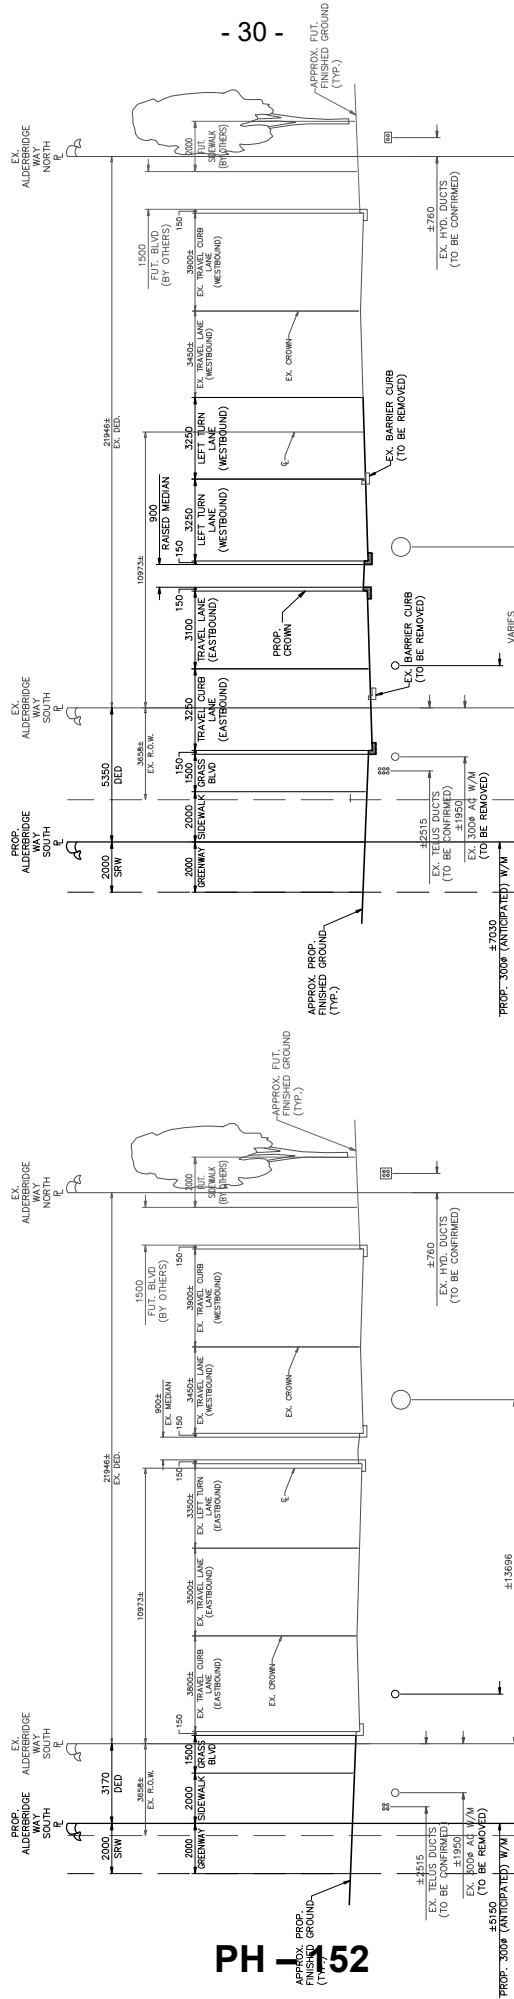 - 30 -
EX.
ALDERBRIDGE
WAY
NORTH
PL
21946±
EX. DED.
1500
FUT. BLVD
(BY OTHERS)
2000
FUT.
SIDEWALK
(BY OTHERS)
150
3900±
EX. TRAVEL CURB
LANE
(WESTBOUND)
3450±
EX. TRAVEL LANE
(WESTBOUND)
EX. CROWN
3250
LEFT TURN
LANE
(WESTBOUND)
10973±
900
RAISED MEDIAN
150
3250
LEFT TURN
LANE
(WESTBOUND)
150
3100
TRAVEL LANE
(EASTBOUND)
PROP.
CROWN
3250
TRAVEL CURB
LANE
(EASTBOUND)
150
1500
GRASS
BLVD
2000
SIDEWALK
2000
GREENWAY
EX.
ALDERBRIDGE
WAY
SOUTH
PL
5350
DED
3658±
EX. R.O.W.
PROP.
ALDERBRIDGE
WAY
SOUTH
PL
2000
SRW
APPROX. FUT.
FINISHED GROUND
(TYP.)
±760
EX. HYD. DUCTS
(TO BE CONFIRMED)
EX. BARRIER CURB
(TO BE REMOVED)
EX. BARRIER CURB
(TO BE REMOVED)
VARIES
±2515
EX. TELUS DUCTS
(TO BE CONFIRMED)
±1950
EX. 300ø AC W/M
(TO BE REMOVED)
±7030
PROP. 300ø (ANTICIPATED) W/M
APPROX. PROP.
FINISHED GROUND
(TYP.)
EX.
ALDERBRIDGE
WAY
NORTH
PL
21946±
EX. DED.
1500
FUT. BLVD
(BY OTHERS)
2000
FUT.
SIDEWALK
(BY OTHERS)
150
3900±
EX. TRAVEL CURB
LANE
(WESTBOUND)
3450±
EX. TRAVEL LANE
(WESTBOUND)
EX. CROWN
900±
EX. MEDIAN
150
150
10973±
3350±
EX. LEFT TURN
LANE
(EASTBOUND)
3500±
EX. TRAVEL LANE
(EASTBOUND)
3800±
EX. TRAVEL CURB
LANE
(EASTBOUND)
EX. CROWN
150
1500
GRASS
BLVD
2000
SIDEWALK
2000
GREENWAY
EX.
ALDERBRIDGE
WAY
SOUTH
PL
3170
DED
3658±
EX. R.O.W.
PROP.
ALDERBRIDGE
WAY
SOUTH
PL
2000
SRW
APPROX. FUT.
FINISHED GROUND
(TYP.)
±760
EX. HYD. DUCTS
(TO BE CONFIRMED)
±13696
±2515
EX. TELUS DUCTS
(TO BE CONFIRMED)
±1950
EX. 300ø AC W/M
(TO BE REMOVED)
±5150
PROP. 300ø (ANTICIPATED) W/M
APPROX. PROP.
FINISHED GROUND
(TYP.)
PH – 152